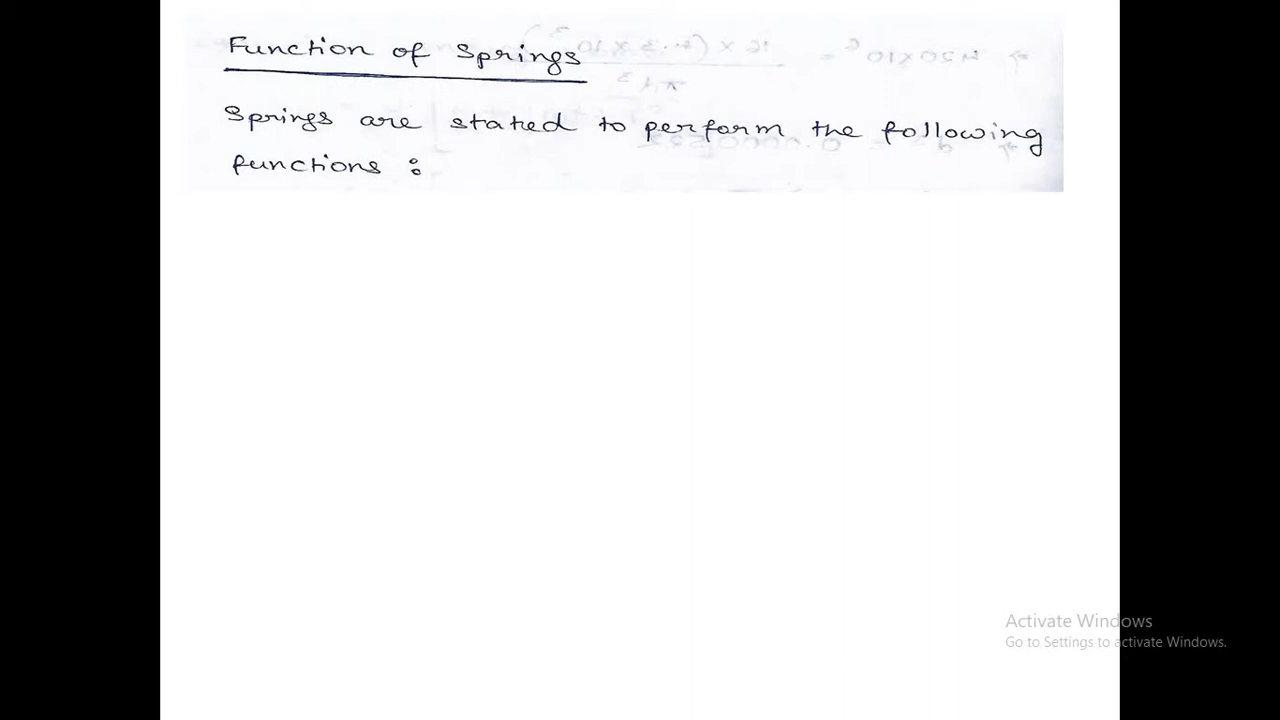 Function of Springs
Springs are stated to perform the following
functions :
Activate Windows
Go to Settings to activate Windows.